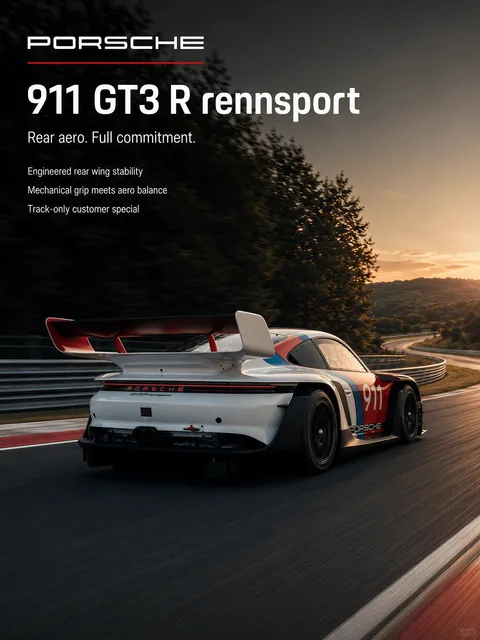 PORSCHE
911 GT3 R rennsport
Rear aero. Full commitment.
Engineered rear wing stability
Mechanical grip meets aero balance
Track-only customer special
PORSCHE
911
PORSCHE